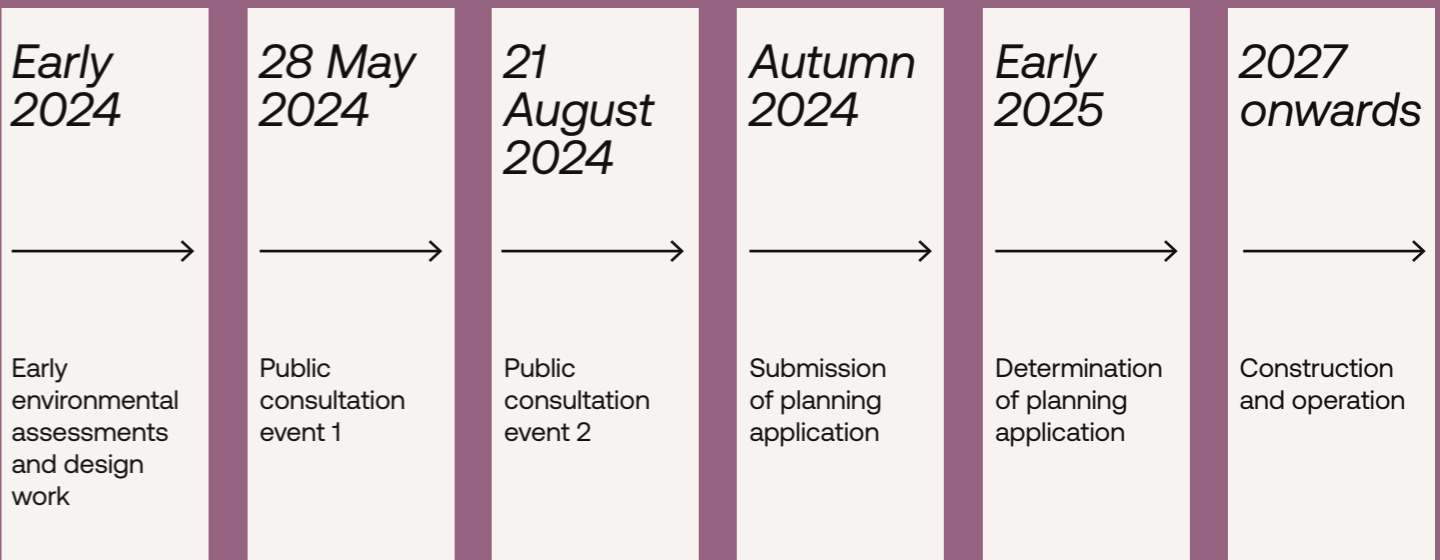 Early
2024
Early
environmental
assessments
and design
work
28 May
2024
Public
consultation
event 1
21
August
2024
Public
consultation
event 2
Autumn
2024
Submission
of planning
application
Early
2025
Determination
of planning
application
2027
onwards
Construction
and operation